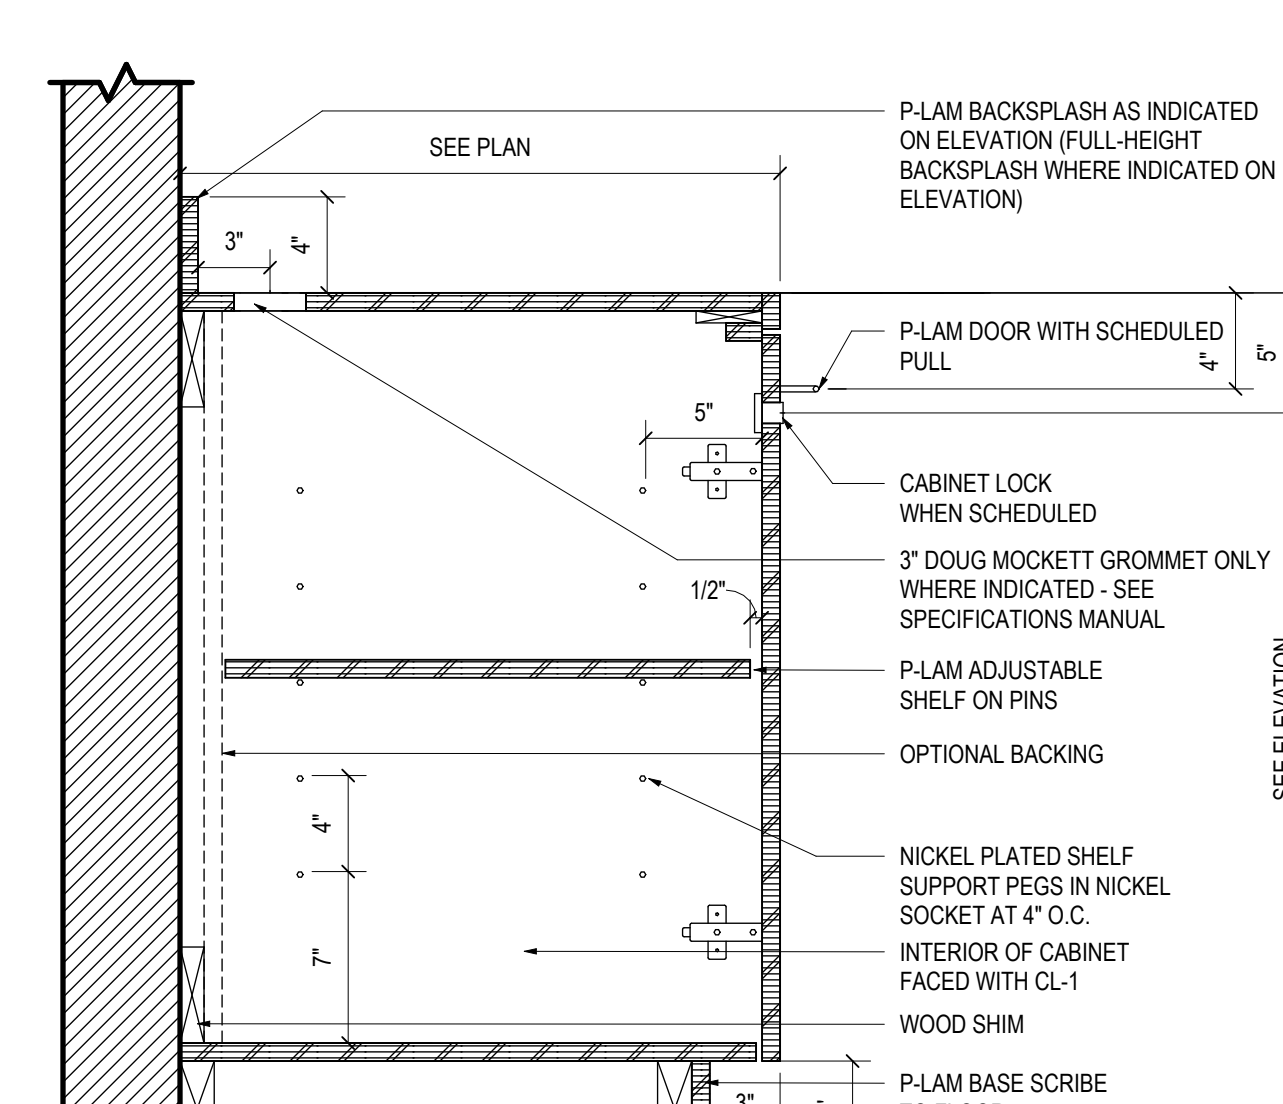 P-LAM BACKSPLASH AS INDICATED
ON ELEVATION (FULL-HEIGHT
BACKSPLASH WHERE INDICATED ON
ELEVATION)
SEE PLAN
3"
4"
P-LAM DOOR WITH SCHEDULED
PULL
4"
5"
5"
CABINET LOCK
WHEN SCHEDULED
3" DOUG MOCKETT GROMMET ONLY
WHERE INDICATED - SEE
SPECIFICATIONS MANUAL
1/2"
P-LAM ADJUSTABLE
SHELF ON PINS
SEE ELEVATION
OPTIONAL BACKING
4"
NICKEL PLATED SHELF
SUPPORT PEGS IN NICKEL
SOCKET AT 4" O.C.
7"
INTERIOR OF CABINET
FACED WITH CL-1
WOOD SHIM
P-LAM BASE SCRIBE
3"